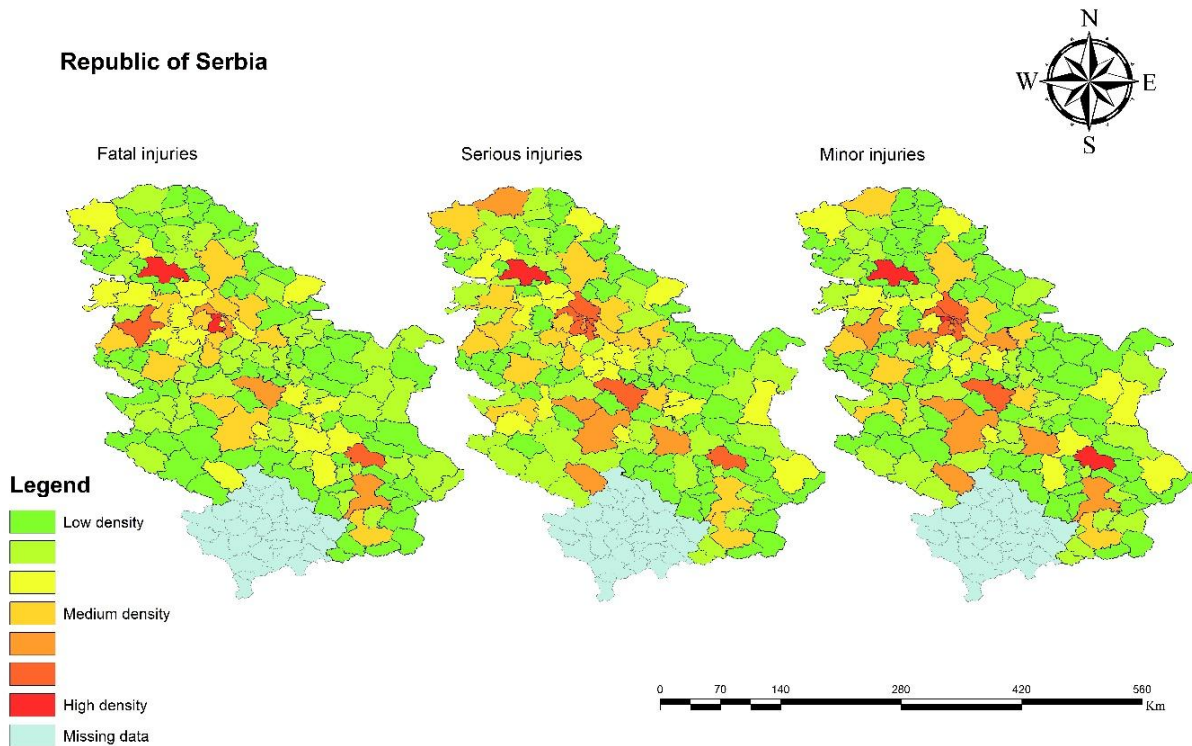 Republic of Serbia
N
W E
S
Fatal injuries Serious injuries Minor injuries
Legend
Low density
Medium density
High density
Missing data
0 70 140 280 420 560
Km